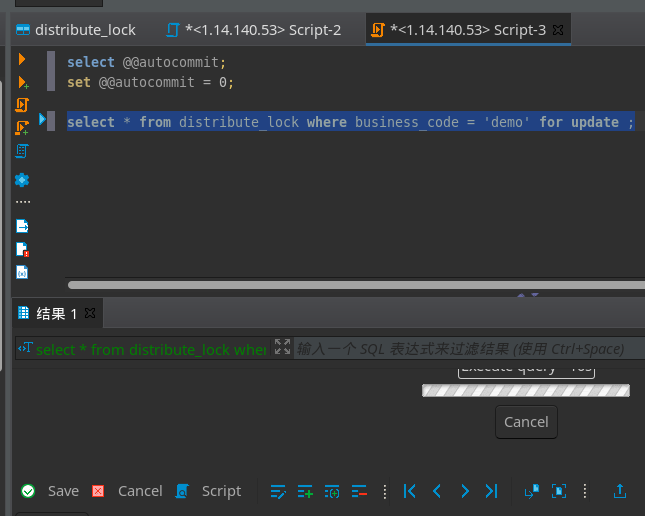 distribute_lock
*<1.14.140.53> Script-2
*<1.14.140.53> Script-3
select @@autocommit;
set @@autocommit = 0;
select * from distribute_lock where business_code = 'demo' for update ;
结果 1
select * from distribute_lock wher
输入一个 SQL 表达式来过滤结果 (使用 Ctrl+Space)
Execute query
Cancel
Save
Cancel
Script